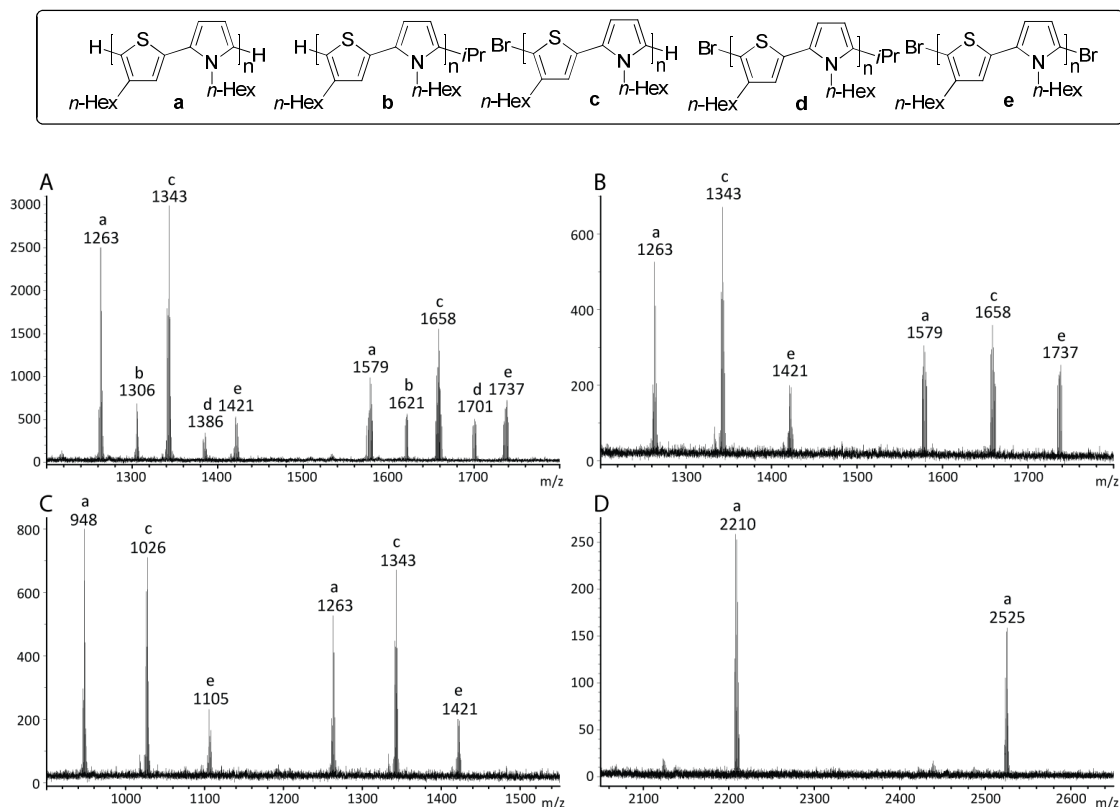 H S N H n n-Hex n-Hex a
H S N iPr n n-Hex n-Hex b
Br S N H n n-Hex n-Hex c
Br S N iPr n n-Hex n-Hex d
Br S N Br n n-Hex n-Hex e
A
3000
2500
2000
1500
1000
500
0
a
1263
b
1306
c
1343
d
1386
e
1421
a
1579
b
1621
c
1658
d
1701
e
1737
1300 1400 1500 1600 1700
m/z
B
600
400
200
0
a
1263
c
1343
e
1421
a
1579
c
1658
e
1737
1300 1400 1500 1600 1700
m/z
C
800
600
400
200
0
a
948
c
1026
e
1105
a
1263
c
1343
e
1421
1000 1100 1200 1300 1400 1500
m/z
D
250
200
150
100
50
0
a
2210
a
2525
2100 2200 2300 2400 2500 2600
m/z